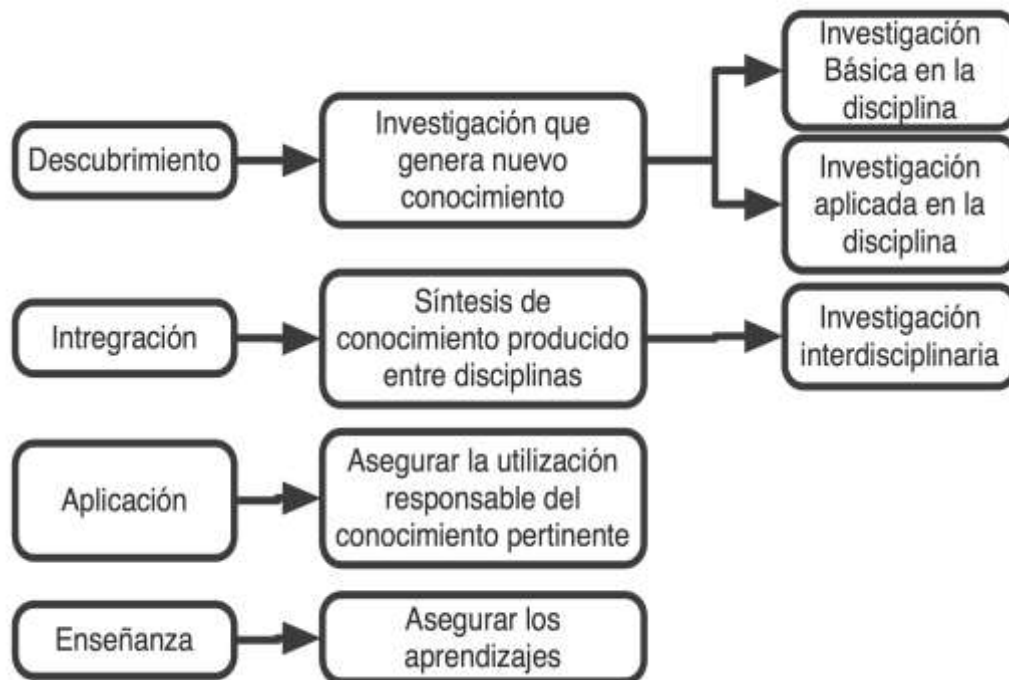 Descubrimiento
Investigación que
genera nuevo
conocimiento
Investigación
Básica en la
disciplina
Investigación
aplicada en la
disciplina
Intregración
Síntesis de
conocimiento producido
entre disciplinas
Investigación
interdisciplinaria
Aplicación
Asegurar la utilización
responsable del
conocimiento pertinente
Enseñanza
Asegurar los
aprendizajes